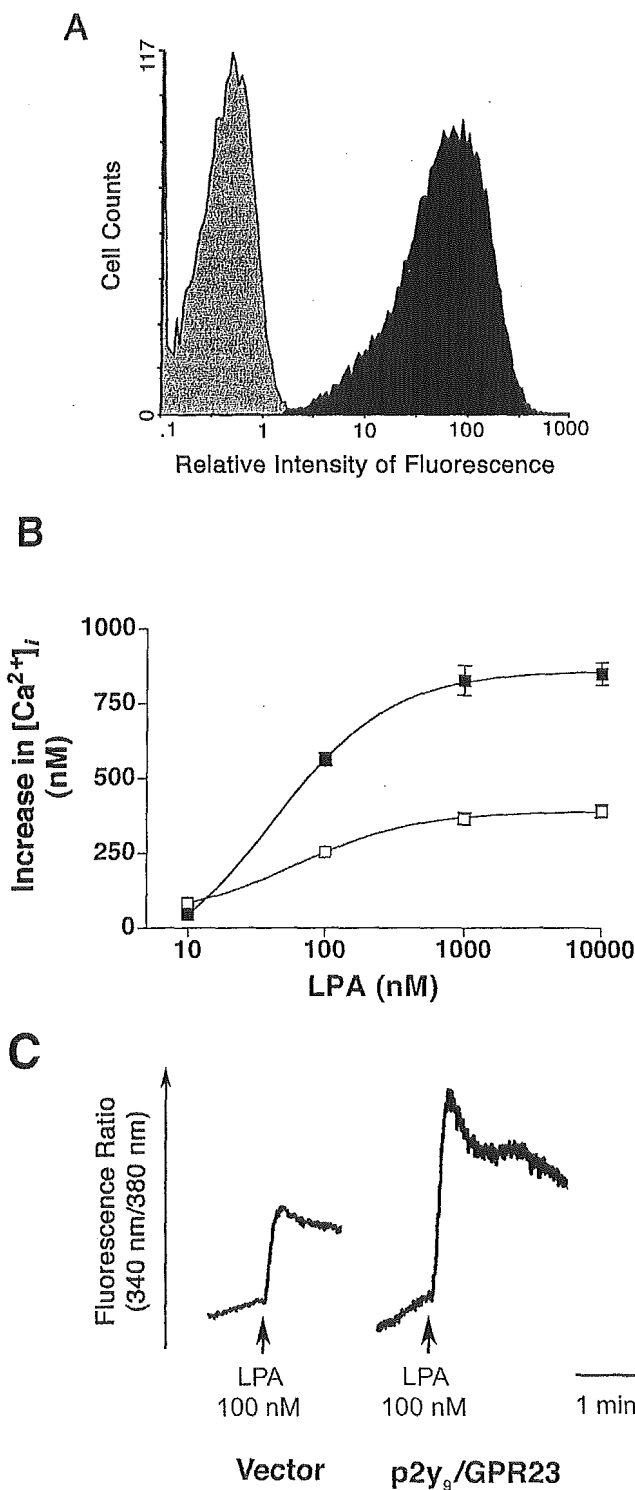 A
117
Cell Counts
0
.1 1 10 100 1000
Relative Intensity of Fluorescence
B
1000
750
500
250
0
Increase in [Ca²⁺]ᵢ
(nM)
10 100 1000 10000
LPA (nM)
C
Fluorescence Ratio
(340 nm/380 nm)
LPA LPA
100 nM 100 nM 1 min
Vector p2y₉/GPR23